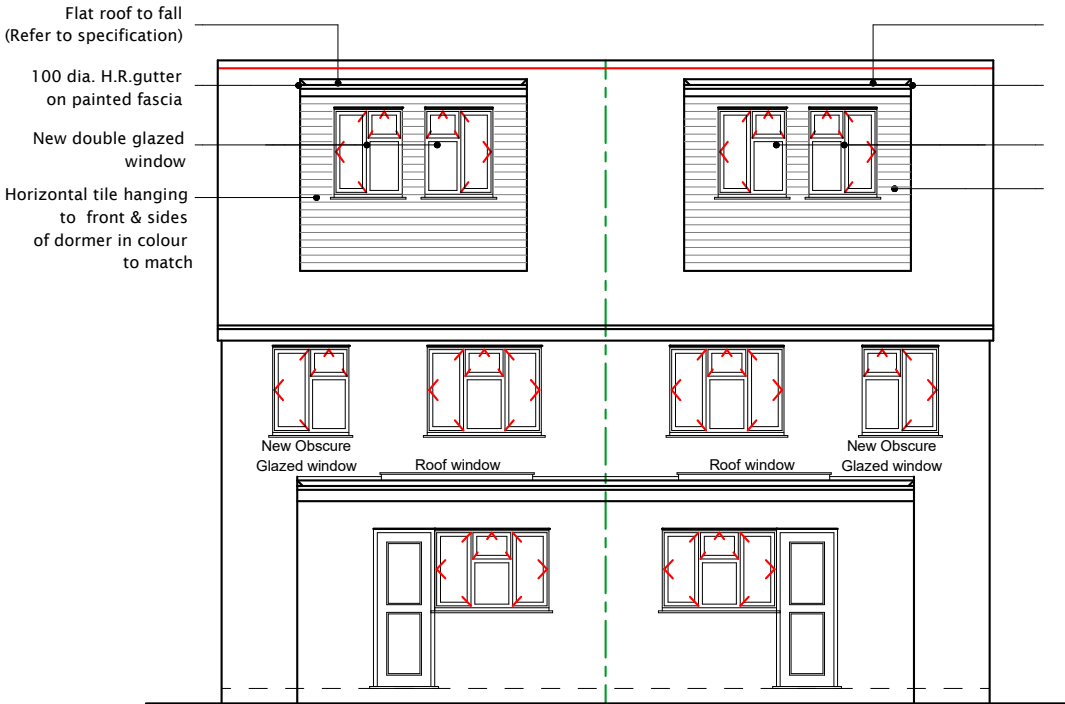 Flat roof to fall
(Refer to specification)
100 dia. H.R.gutter
on painted fascia
New double glazed
window
Horizontal tile hanging
to front & sides
of dormer in colour
to match
New Obscure
Glazed window
Roof window
Roof window
New Obscure
Glazed window